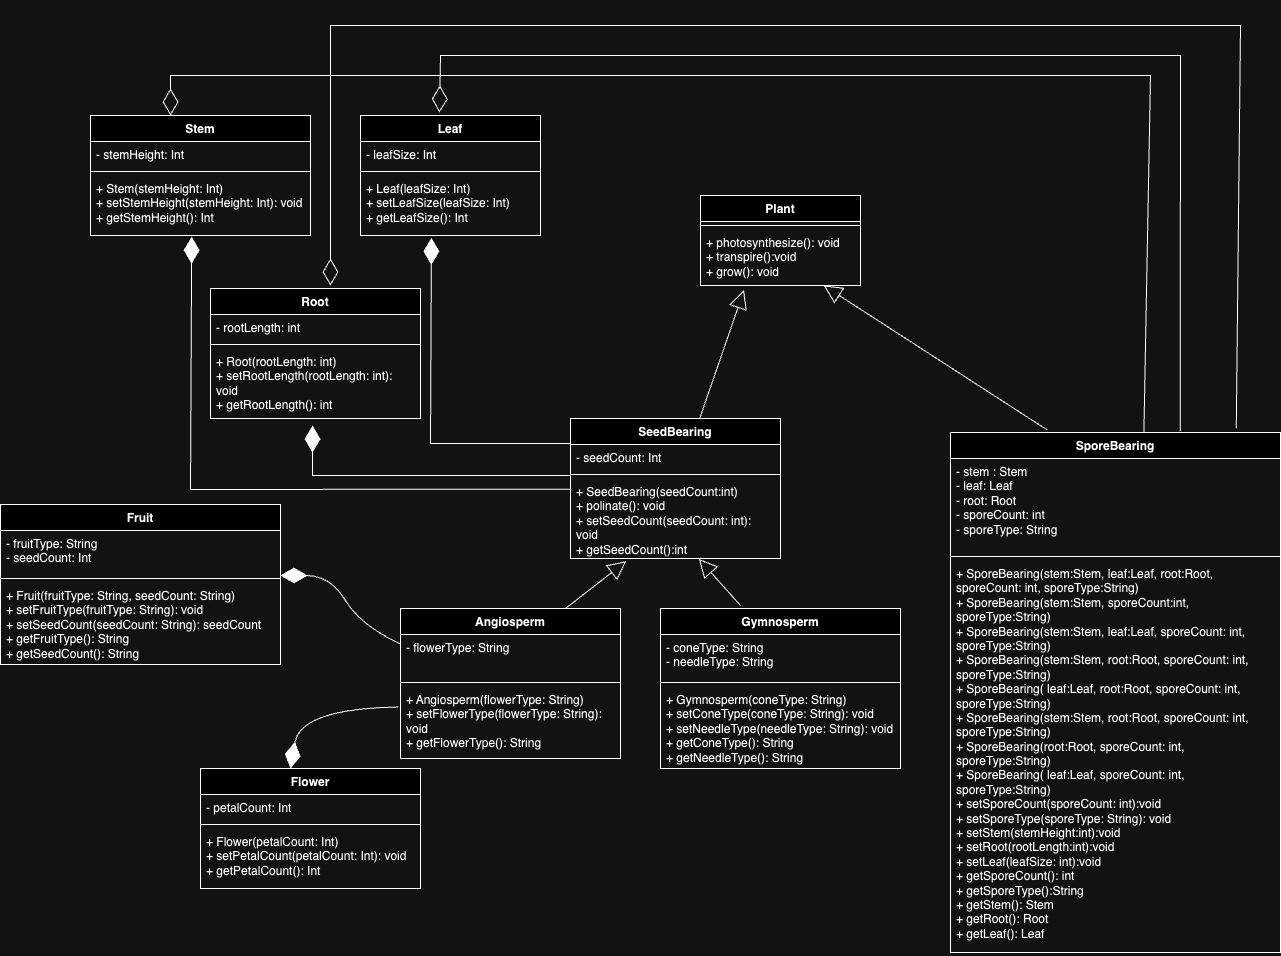 Stem
- stemHeight: Int
+ Stem(stemHeight: Int)
+ setStemHeight(stemHeight: Int): void
+ getStemHeight(): Int
Leaf
- leafSize: Int
+ Leaf(leafSize: Int)
+ setLeafSize(leafSize: Int)
+ getLeafSize(): Int
Plant
+ photosynthesize(): void
+ transpire():void
+ grow(): void
Root
- rootLength: int
+ Root(rootLength: int)
+ setRootLength(rootLength: int):
void
+ getRootLength(): int
SeedBearing
- seedCount: Int
+ SeedBearing(seedCount:int)
+ polinate(): void
+ setSeedCount(seedCount: int):
void
+ getSeedCount():int
SporeBearing
- stem : Stem
- leaf: Leaf
- root: Root
- sporeCount: int
- sporeType: String
+ SporeBearing(stem:Stem, leaf:Leaf, root:Root,
sporeCount: int, sporeType:String)
+ SporeBearing(stem:Stem, sporeCount:int,
sporeType:String)
+ SporeBearing(stem:Stem, leaf:Leaf, sporeCount: int,
sporeType:String)
+ SporeBearing(stem:Stem, root:Root, sporeCount: int,
sporeType:String)
+ SporeBearing( leaf:Leaf, root:Root, sporeCount: int,
sporeType:String)
+ SporeBearing(stem:Stem, root:Root, sporeCount: int,
sporeType:String)
+ SporeBearing(root:Root, sporeCount: int,
sporeType:String)
+ SporeBearing( leaf:Leaf, sporeCount: int,
sporeType:String)
+ setSporeCount(sporeCount: int):void
+ setSporeType(sporeType: String): void
+ setStem(stemHeight:int):void
+ setRoot(rootLength:int):void
+ setLeaf(leafSize: int):void
+ getSporeCount(): int
+ getSporeType():String
+ getStem(): Stem
+ getRoot(): Root
+ getLeaf(): Leaf
Fruit
- fruitType: String
- seedCount: Int
+ Fruit(fruitType: String, seedCount: String)
+ setFruitType(fruitType: String): void
+ setSeedCount(seedCount: String): seedCount
+ getFruitType(): String
+ getSeedCount(): String
Angiosperm
- flowerType: String
+ Angiosperm(flowerType: String)
+ setFlowerType(flowerType: String):
void
+ getFlowerType(): String
Gymnosperm
- coneType: String
- needleType: String
+ Gymnosperm(coneType: String)
+ setConeType(coneType: String): void
+ setNeedleType(needleType: String): void
+ getConeType(): String
+ getNeedleType(): String
Flower
- petalCount: Int
+ Flower(petalCount: Int)
+ setPetalCount(petalCount: Int): void
+ getPetalCount(): Int